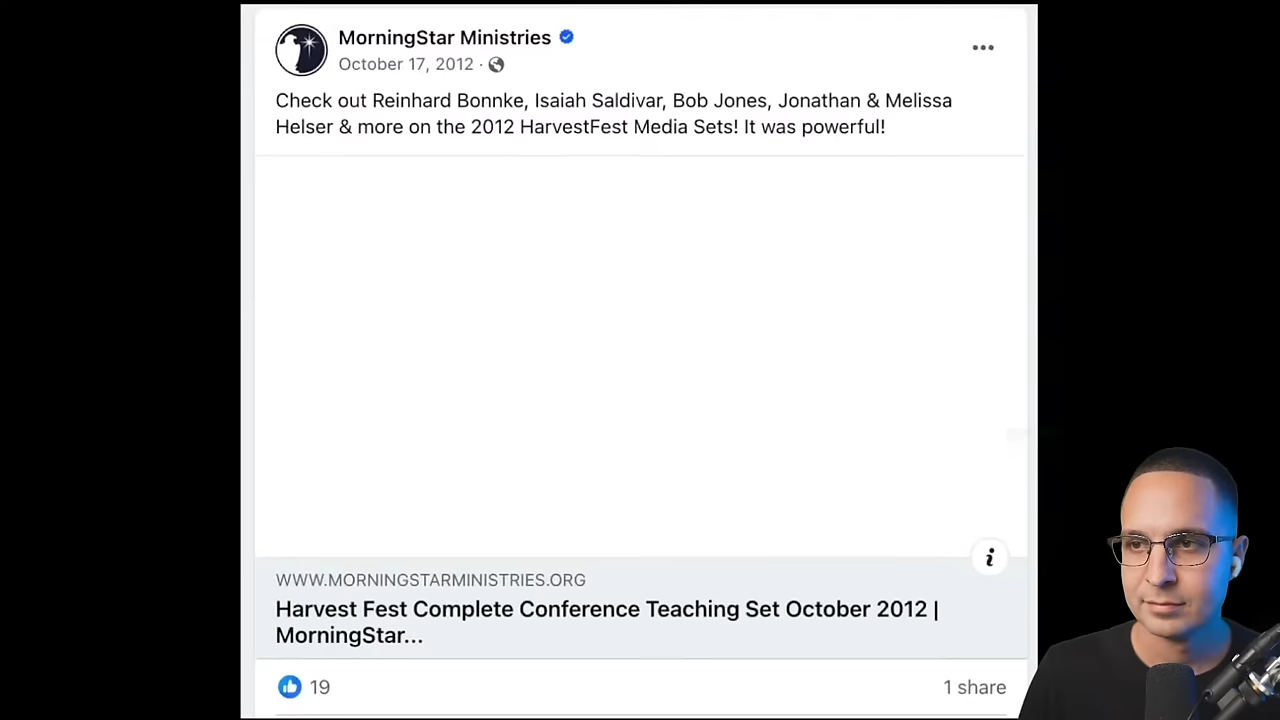 MorningStar Ministries
October 17, 2012 ·
Check out Reinhard Bonnke, Isaiah Saldivar, Bob Jones, Jonathan & Melissa
Helser & more on the 2012 HarvestFest Media Sets! It was powerful!
i
WWW.MORNINGSTARMINISTRIES.ORG
Harvest Fest Complete Conference Teaching Set October 2012 |
MorningStar...
19
1 share